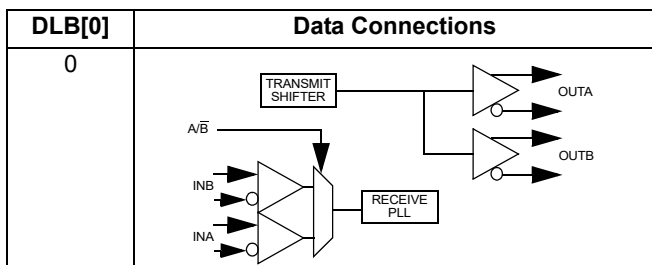 DLB[0]
Data Connections
0
TRANSMIT
SHIFTER
OUTA
A/B̅
OUTB
INB
RECEIVE
PLL
INA